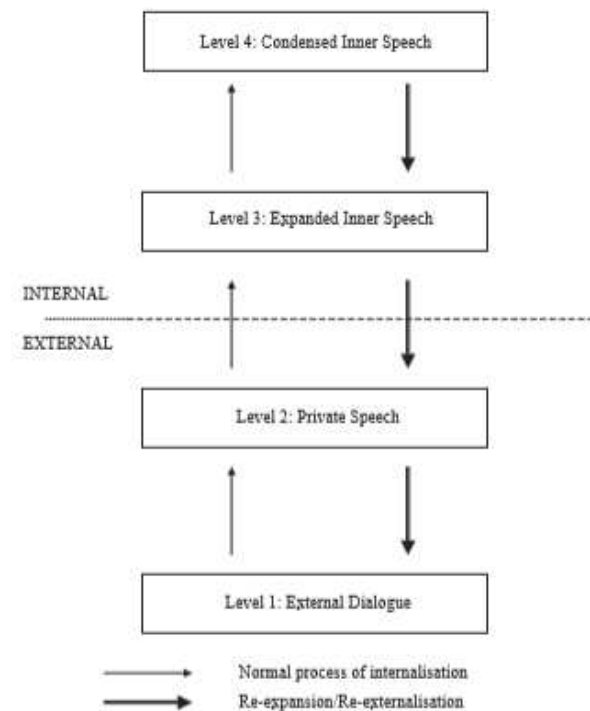 Level 4: Condensed Inner Speech
Level 3: Expanded Inner Speech
INTERNAL
EXTERNAL
Level 2: Private Speech
Level 1: External Dialogue
Normal process of internalisation
Re-expansion/Re-externalisation